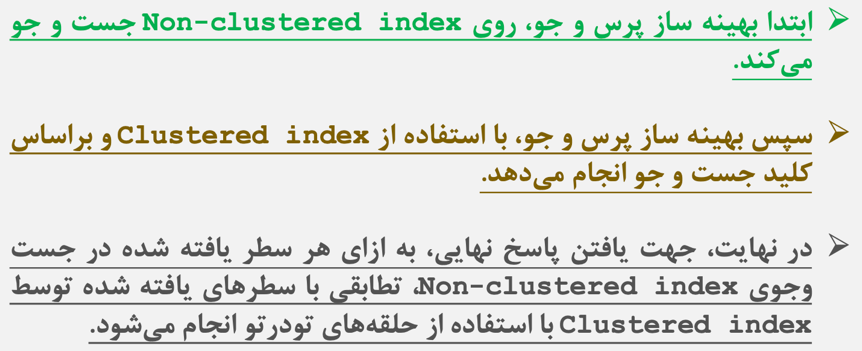 ➢ ابتدا بهینه ساز پرس و جو، روی Non-clustered index جست و جو
می‌کند.
➢ سپس بهینه ساز پرس و جو، با استفاده از Clustered index و براساس
کلید جست و جو انجام می‌دهد.
➢ در نهایت، جهت یافتن پاسخ نهایی، به ازای هر سطر یافته شده در جست
وجوی Non-clustered index، تطابقی با سطرهای یافته شده توسط
Clustered index با استفاده از حلقه‌های تودرتو انجام می‌شود.